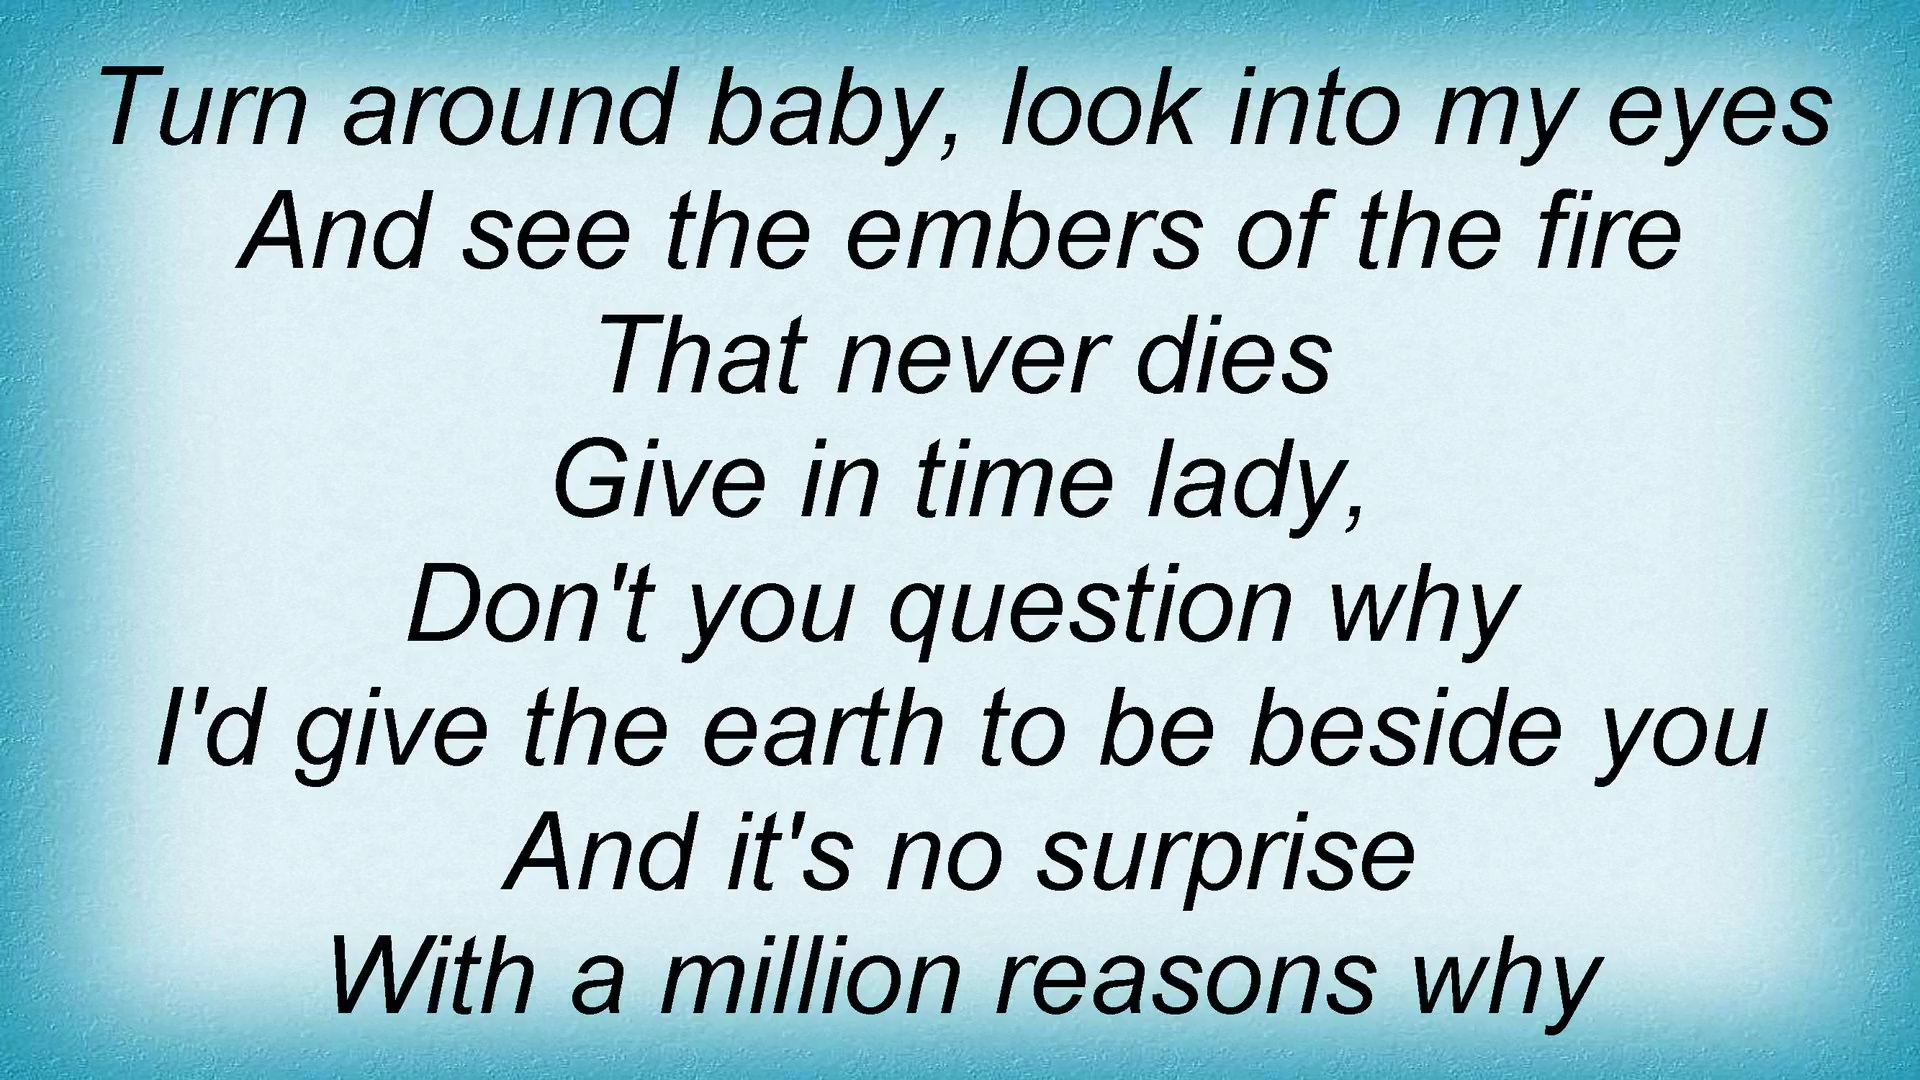 Turn around baby, look into my eyes
And see the embers of the fire
That never dies
Give in time lady,
Don't you question why
I'd give the earth to be beside you
And it's no surprise
With a million reasons why